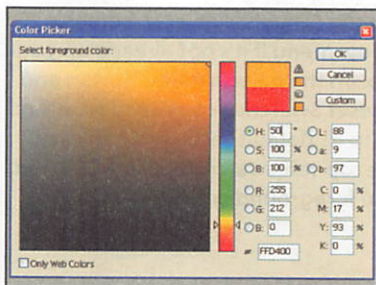 Color Picker
Select foreground color:
OK
Cancel
Custom
H: 50 °
S: 100 %
B: 100 %
R: 255
G: 212
B: 0
# FFD400
L: 88
a: 9
b: 97
C: 0 %
M: 17 %
Y: 93 %
K: 0 %
Only Web Colors